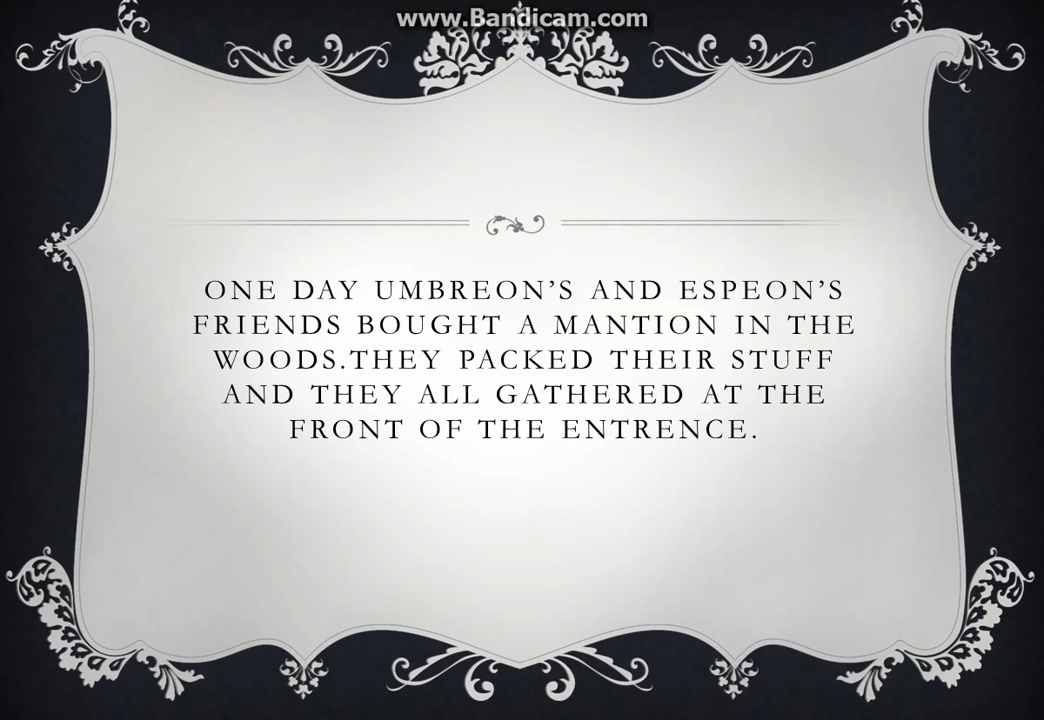 www.Bandicam.com
ONE DAY UMBREON’S AND ESPEON’S
FRIENDS BOUGHT A MANTION IN THE
WOODS.THEY PACKED THEIR STUFF
AND THEY ALL GATHERED AT THE
FRONT OF THE ENTRENCE.